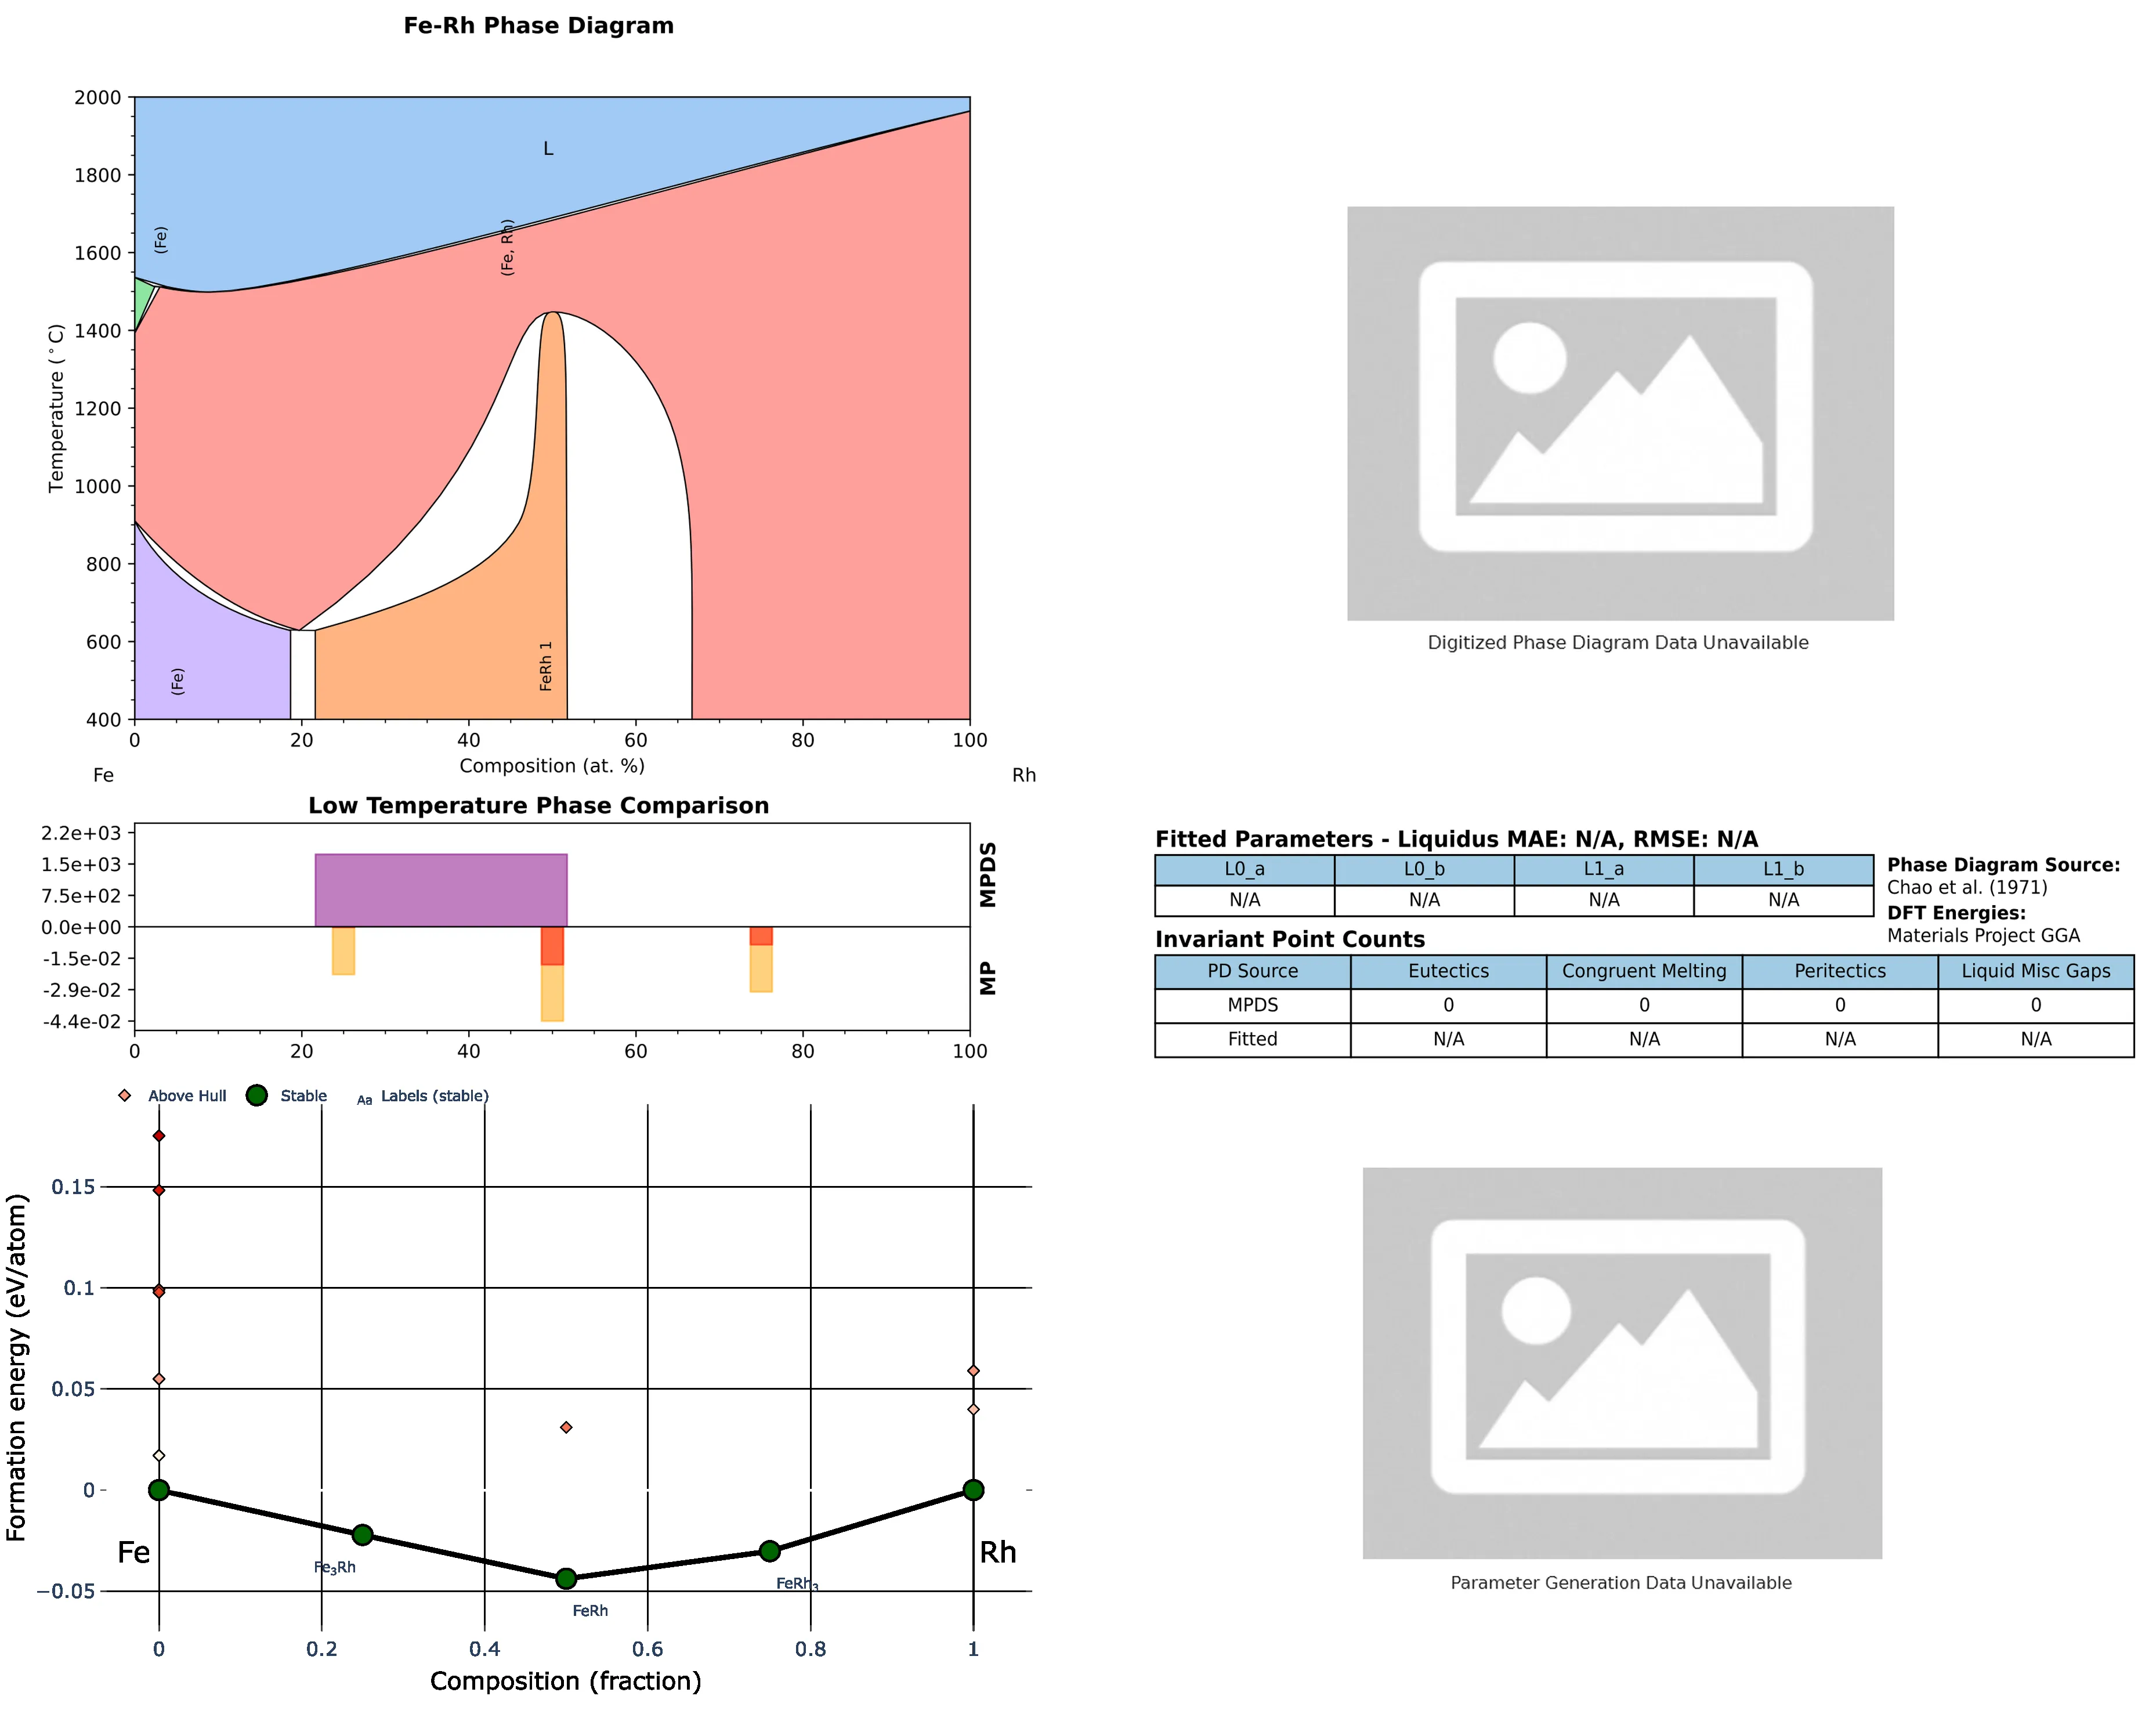 Fe-Rh Phase Diagram
2000
1800
1600
1400
1200
1000
800
600
400
Temperature (°C)
L
(Fe)
(Fe, Rh)
(Fe)
FeRh 1
0 20 40 60 80 100
Composition (at. %)
Fe Rh
Digitized Phase Diagram Data Unavailable
Low Temperature Phase Comparison
2.2e+03
1.5e+03
7.5e+02
0.0e+00
-1.5e-02
-2.9e-02
-4.4e-02
MPDS
MP
0 20 40 60 80 100
Fitted Parameters - Liquidus MAE: N/A, RMSE: N/A
L0_a L0_b L1_a L1_b
N/A N/A N/A N/A
Phase Diagram Source:
Chao et al. (1971)
DFT Energies:
Materials Project GGA
Invariant Point Counts
PD Source Eutectics Congruent Melting Peritectics Liquid Misc Gaps
MPDS 0 0 0 0
Fitted N/A N/A N/A N/A
Above Hull Stable Aa Labels (stable)
0.15
0.1
0.05
0
−0.05
Formation energy (eV/atom)
Fe
Rh
Fe₃Rh
FeRh₃
FeRh
0 0.2 0.4 0.6 0.8 1
Composition (fraction)
Parameter Generation Data Unavailable